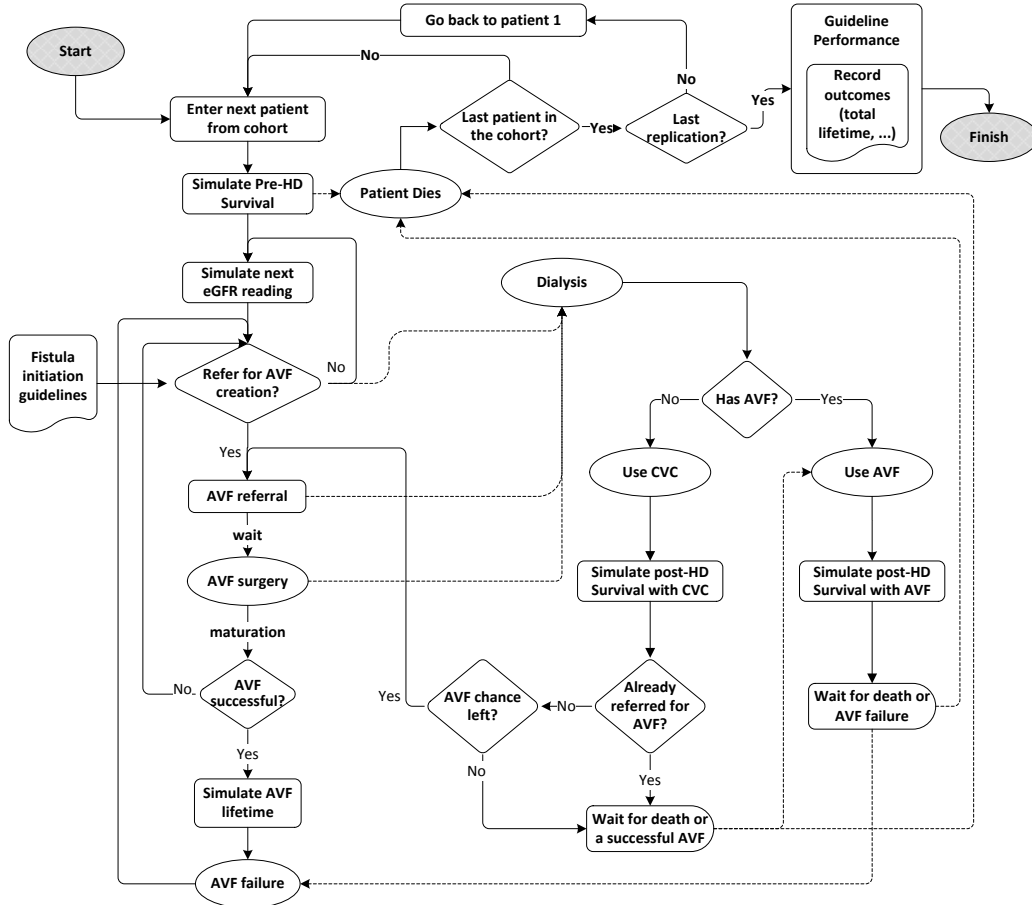 Go back to patient 1
Guideline
Performance
Start
No
No
Record
outcomes
(total
lifetime, ...)
Enter next patient
from cohort
Last patient in
the cohort?
Yes
Last
replication?
Yes
Finish
Simulate Pre-HD
Survival
Patient Dies
Simulate next
eGFR reading
Dialysis
Fistula
initiation
guidelines
Refer for AVF
creation?
No
Has AVF?
No
Yes
Yes
Use CVC
Use AVF
AVF referral
wait
AVF surgery
Simulate post-HD
Survival with CVC
Simulate post-HD
Survival with AVF
maturation
No
AVF
successful?
Yes
AVF chance
left?
No
Already
referred for
AVF?
Wait for death or
AVF failure
Yes
No
Yes
Simulate AVF
lifetime
Wait for death or
a successful AVF
AVF failure